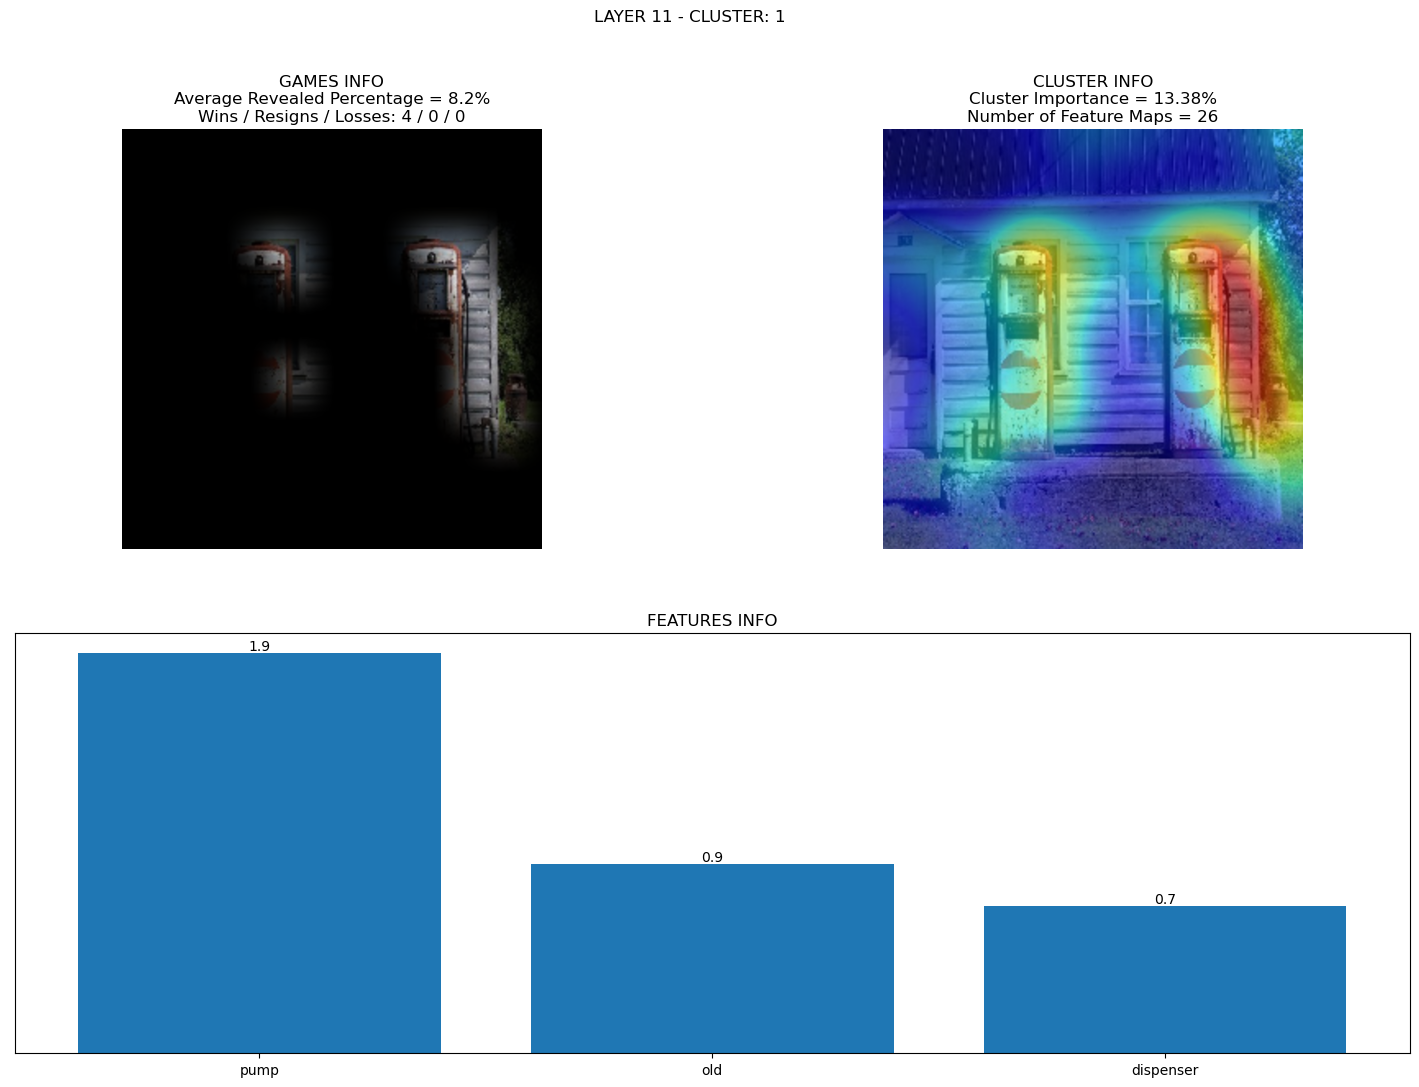 LAYER 11 - CLUSTER: 1
GAMES INFO
Average Revealed Percentage = 8.2%
Wins / Resigns / Losses: 4 / 0 / 0
CLUSTER INFO
Cluster Importance = 13.38%
Number of Feature Maps = 26
FEATURES INFO
1.9
0.9
0.7
pump
old
dispenser